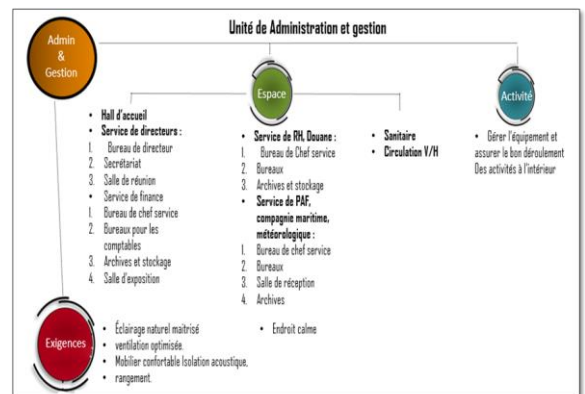 Unité de Administration et gestion
Admin
&
Gestion
Espace
Activité
• Hall d'accueil
• Service de directeurs :
1. Bureau de directeur
2. Secrétariat
3. Salle de réunion
• Service de finance
1. Bureau de chef service
2. Bureaux pour les
comptables
3. Archives et stockage
4. Salle d'exposition
• Service de RH, Douane :
1. Bureau de Chef service
2. Bureaux
3. Archives et stockage
• Service de PAF,
compagnie maritime,
météorologique :
1. Bureau de chef service
2. Bureaux
3. Salle de réception
4. Archives
• Sanitaire
• Circulation V/H
• Gérer l'équipement et
assurer le bon déroulement
Des activités à l'intérieur
Exigences
• Éclairage naturel maitrisé
• ventilation optimisée.
• Mobilier confortable Isolation acoustique,
• rangement.
• Endroit calme